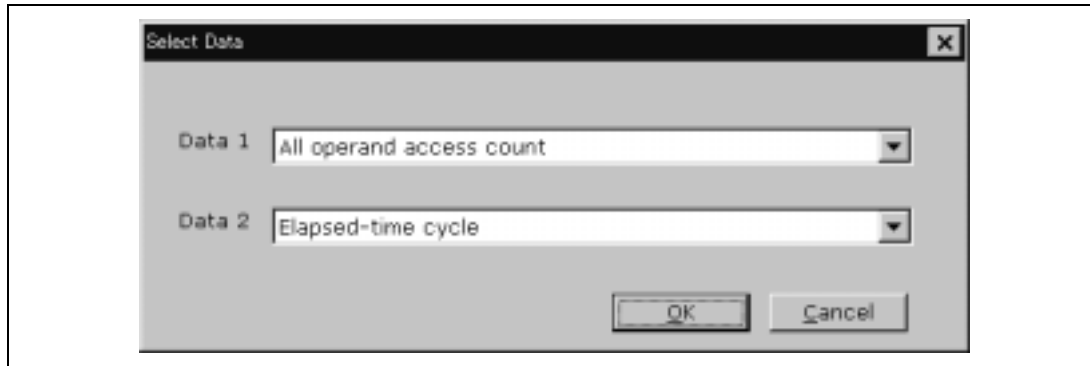 Select Data
Data 1 All operand access count
Data 2 Elapsed-time cycle
OK Cancel